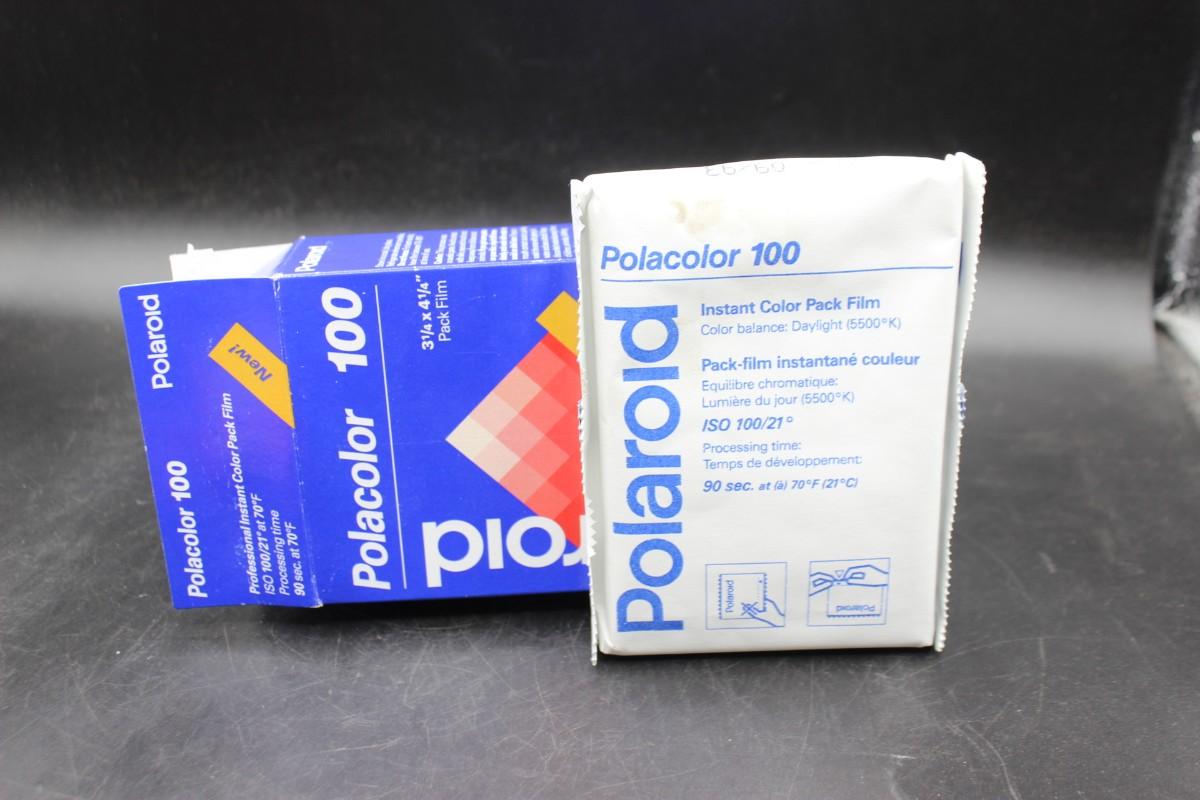 Polaroid
New!
Polacolor 100
Professional Instant Color Pack Film
ISO 100/21° at 70°F
Processing time
90 sec. at 70°F
Polaroid
Polacolor 100
3¼ x 4¼"
Pack Film
roid
09/93
Polacolor 100
Polaroid
Instant Color Pack Film
Color balance: Daylight (5500°K)
Pack-film instantané couleur
Equilibre chromatique:
Lumière du jour (5500°K)
ISO 100/21°
Processing time:
Temps de développement:
90 sec. at (à) 70°F (21°C)
Polaroid
Polaroid